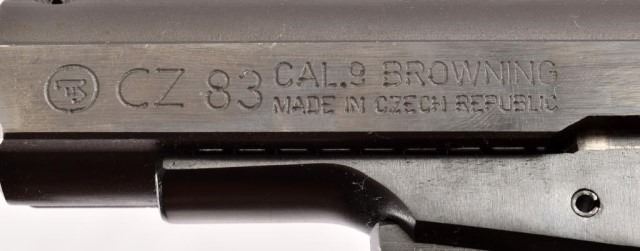 CZ 83 CAL.9 BROWNING
MADE IN CZECH REPUBLIC